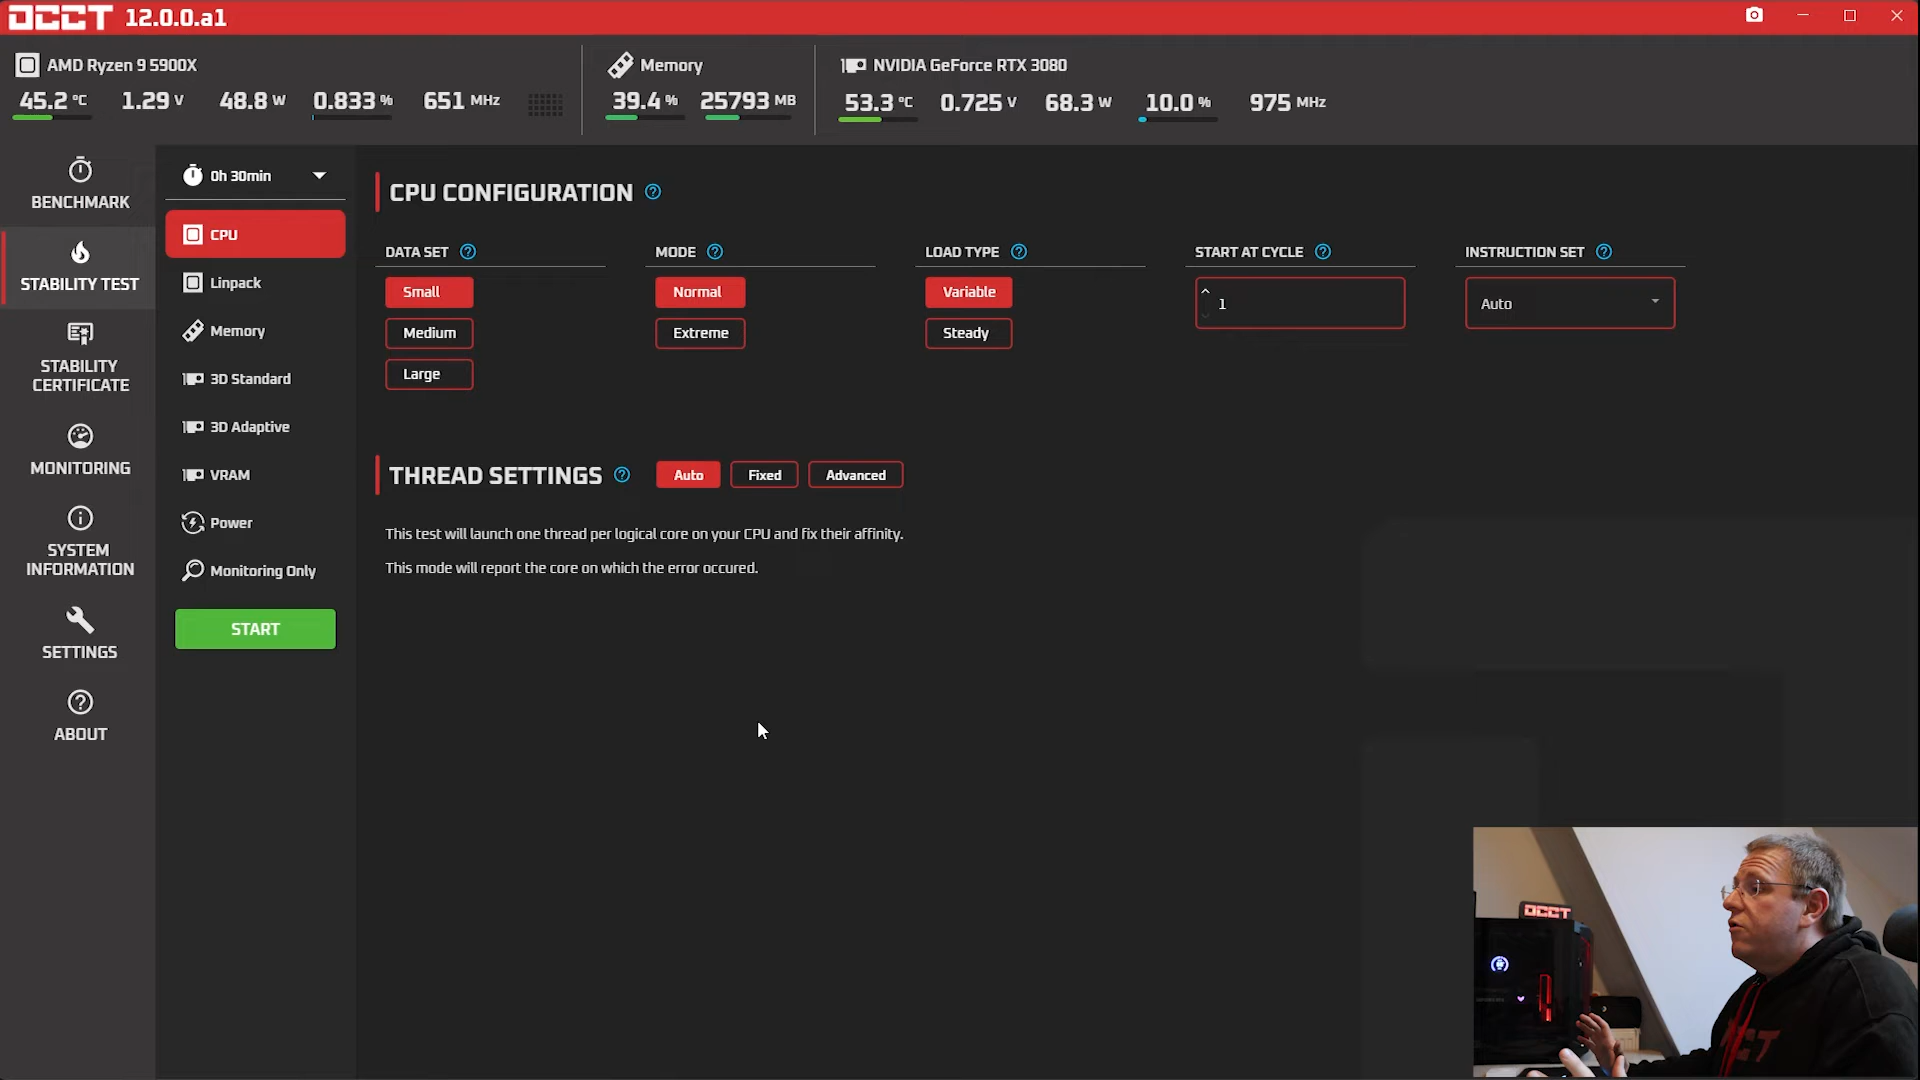 OCCT 12.0.0.a1
AMD Ryzen 9 5900X
45.2 °C 1.29 V 48.8 W 0.833 % 651 MHz
Memory
39.4 % 25793 MB
NVIDIA GeForce RTX 3080
53.3 °C 0.725 V 68.3 W 10.0 % 975 MHz
BENCHMARK
STABILITY TEST
STABILITY
CERTIFICATE
MONITORING
SYSTEM
INFORMATION
SETTINGS
ABOUT
0h 30min
CPU
Linpack
Memory
3D Standard
3D Adaptive
VRAM
Power
Monitoring Only
START
CPU CONFIGURATION
DATA SET
Small
Medium
Large
MODE
Normal
Extreme
LOAD TYPE
Variable
Steady
START AT CYCLE
1
INSTRUCTION SET
Auto
THREAD SETTINGS
Auto Fixed Advanced
This test will launch one thread per logical core on your CPU and fix their affinity.
This mode will report the core on which the error occured.
OCCT